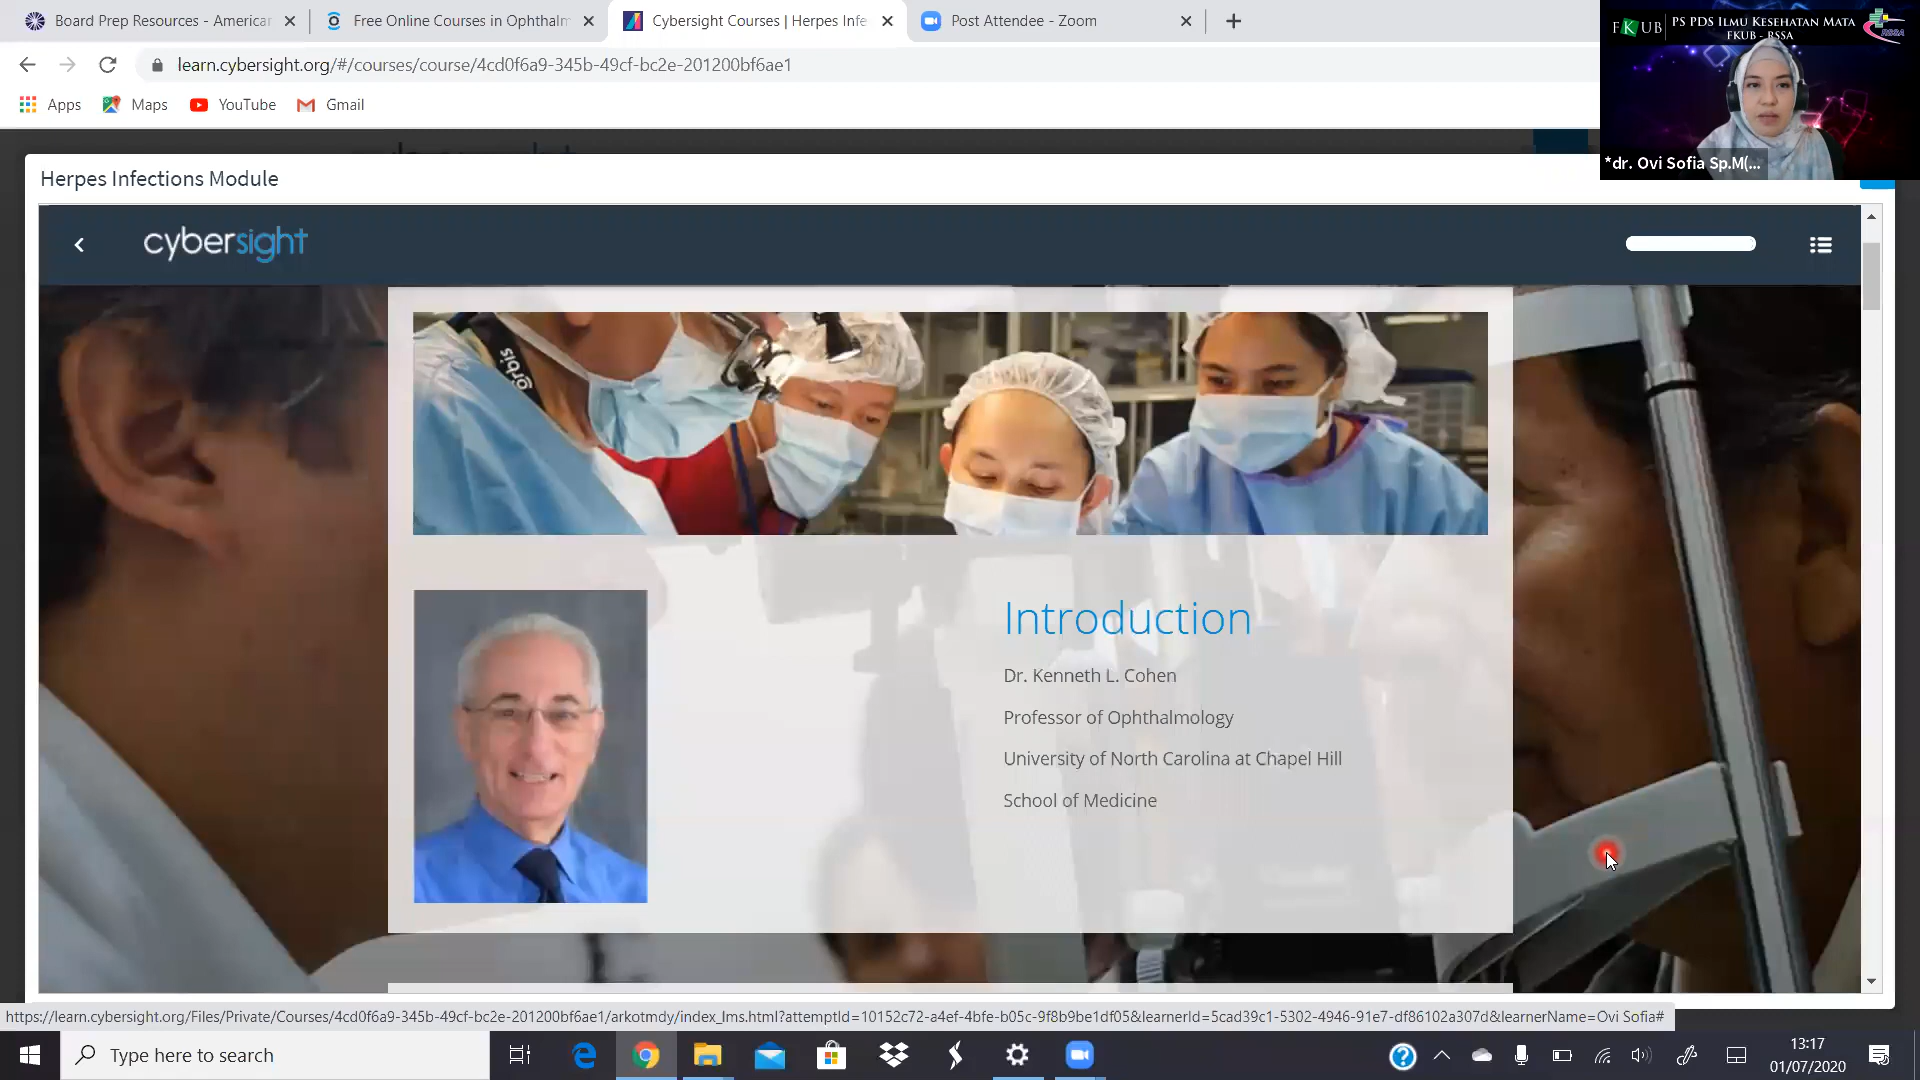 Board Prep Resources - American
Free Online Courses in Ophthalm
Cybersight Courses | Herpes Infe
Post Attendee - Zoom
FKUB
PS PDS Ilmu Kesehatan Mata
FKUB - RSSA
learn.cybersight.org/#/courses/course/4cd0f6a9-345b-49cf-bc2e-201200bf6ae1
Apps
Maps
YouTube
Gmail
*dr. Ovi Sofia Sp.M(...
Herpes Infections Module
cybersight
orbis
Introduction
Dr. Kenneth L. Cohen
Professor of Ophthalmology
University of North Carolina at Chapel Hill
School of Medicine
https://learn.cybersight.org/Files/Private/Courses/4cd0f6a9-345b-49cf-bc2e-201200bf6ae1/arkotmdy/index_lms.html?attemptId=10152c72-a4ef-4bfe-b05c-9f8b9be1df05&learnerId=5cad39c1-5302-4946-91e7-df86102a307d&learnerName=Ovi Sofia#
Type here to search
13:17
01/07/2020